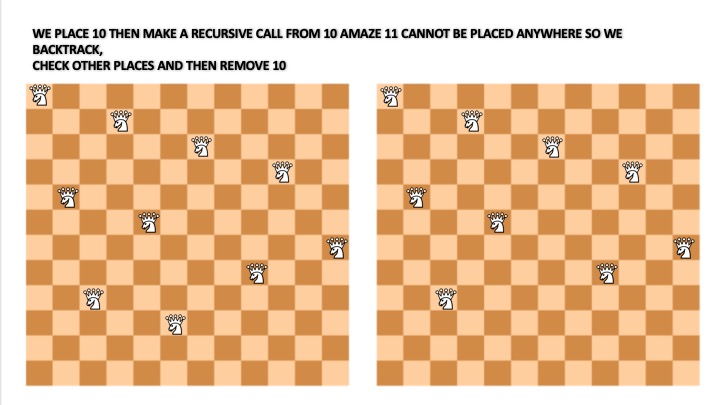 WE PLACE 10 THEN MAKE A RECURSIVE CALL FROM 10 AMAZE 11 CANNOT BE PLACED ANYWHERE SO WE
BACKTRACK,
CHECK OTHER PLACES AND THEN REMOVE 10